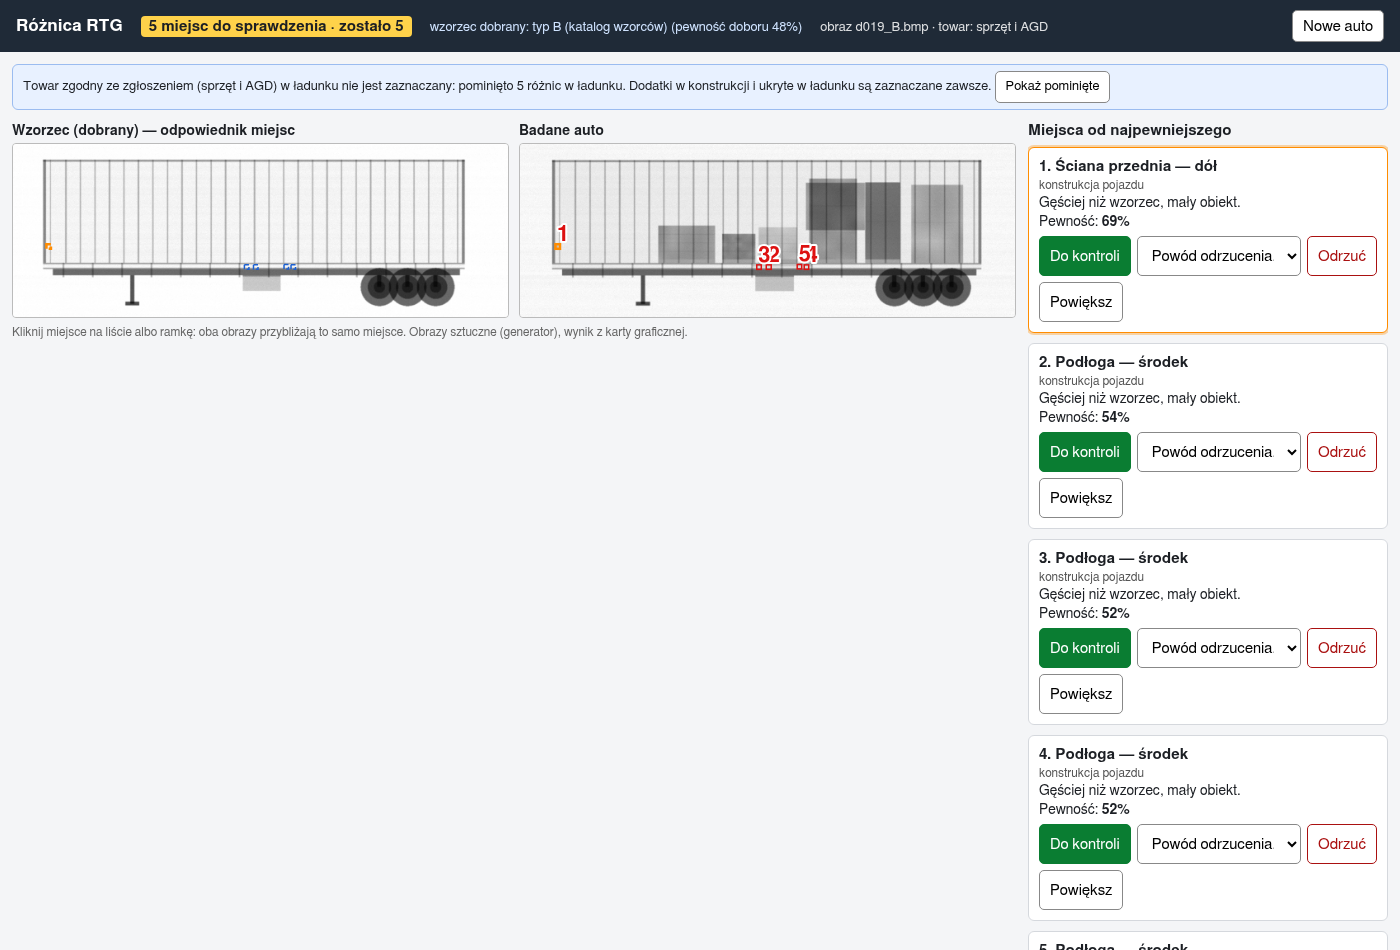 Różnica RTG
5 miejsc do sprawdzenia · zostało 5
wzorzec dobrany: typ B (katalog wzorców) (pewność doboru 48%)
obraz d019_B.bmp · towar: sprzęt i AGD
Nowe auto
Towar zgodny ze zgłoszeniem (sprzęt i AGD) w ładunku nie jest zaznaczany: pominięto 5 różnic w ładunku. Dodatki w konstrukcji i ukryte w ładunku są zaznaczane zawsze.
Pokaż pominięte
Wzorzec (dobrany) — odpowiednik miejsc
Badane auto
1
3
2
5
Kliknij miejsce na liście albo ramkę: oba obrazy przybliżają to samo miejsce. Obrazy sztuczne (generator), wynik z karty graficznej.
Miejsca od najpewniejszego
1. Ściana przednia — dół
konstrukcja pojazdu
Gęściej niż wzorzec, mały obiekt.
Pewność: 69%
Do kontroli
Powód odrzucenia
Odrzuć
Powiększ
2. Podłoga — środek
konstrukcja pojazdu
Gęściej niż wzorzec, mały obiekt.
Pewność: 54%
Do kontroli
Powód odrzucenia
Odrzuć
Powiększ
3. Podłoga — środek
konstrukcja pojazdu
Gęściej niż wzorzec, mały obiekt.
Pewność: 52%
Do kontroli
Powód odrzucenia
Odrzuć
Powiększ
4. Podłoga — środek
konstrukcja pojazdu
Gęściej niż wzorzec, mały obiekt.
Pewność: 52%
Do kontroli
Powód odrzucenia
Odrzuć
Powiększ
5. Podłoga — środek